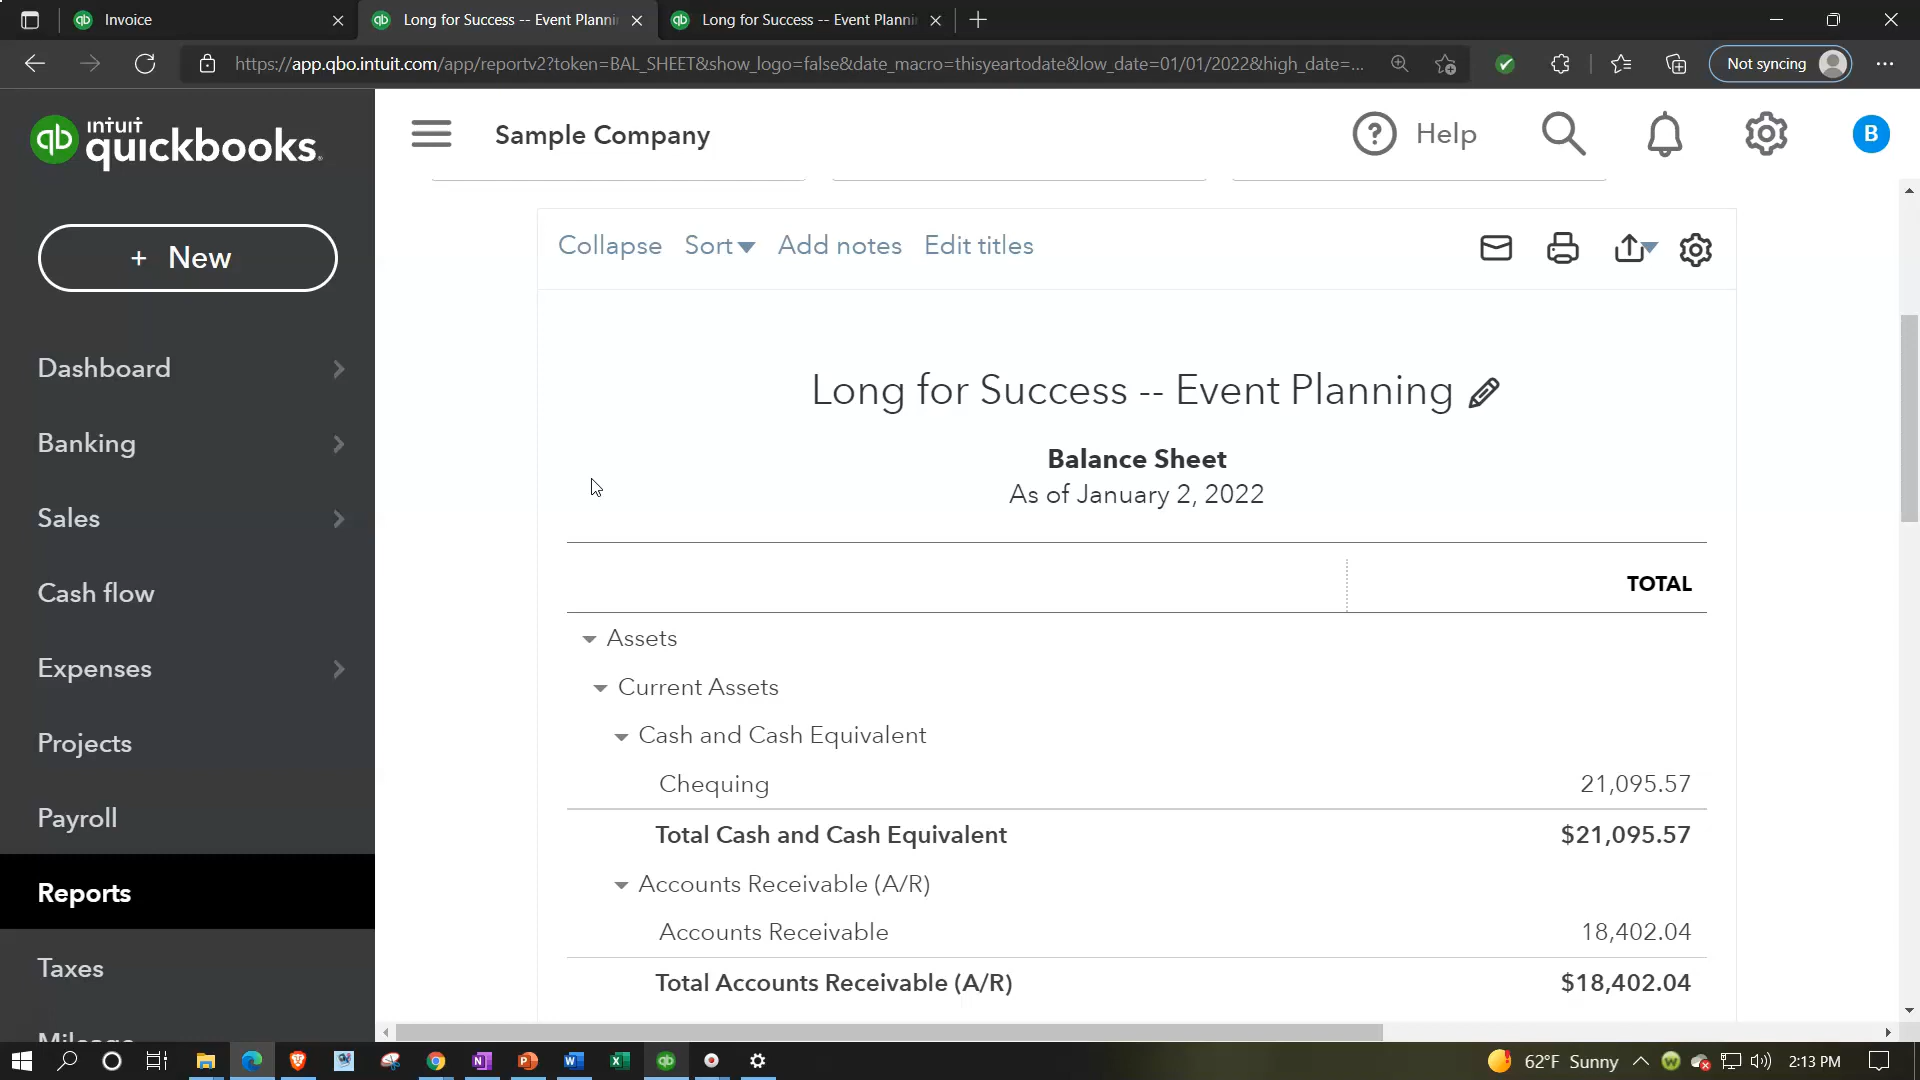 Invoice
Long for Success -- Event Planni
Long for Success -- Event Planni
https://app.qbo.intuit.com/app/reportv2?token=BAL_SHEET&show_logo=false&date_macro=thisyeartodate&low_date=01/01/2022&high_date=...
Not syncing
intuit
quickbooks.
Sample Company
Help
B
+ New
Collapse Sort Add notes Edit titles
Long for Success -- Event Planning
Balance Sheet
As of January 2, 2022
TOTAL
Assets
Current Assets
Cash and Cash Equivalent
Chequing 21,095.57
Total Cash and Cash Equivalent $21,095.57
Accounts Receivable (A/R)
Accounts Receivable 18,402.04
Total Accounts Receivable (A/R) $18,402.04
Dashboard
Banking
Sales
Cash flow
Expenses
Projects
Payroll
Reports
Taxes
Mileage
62°F Sunny
2:13 PM